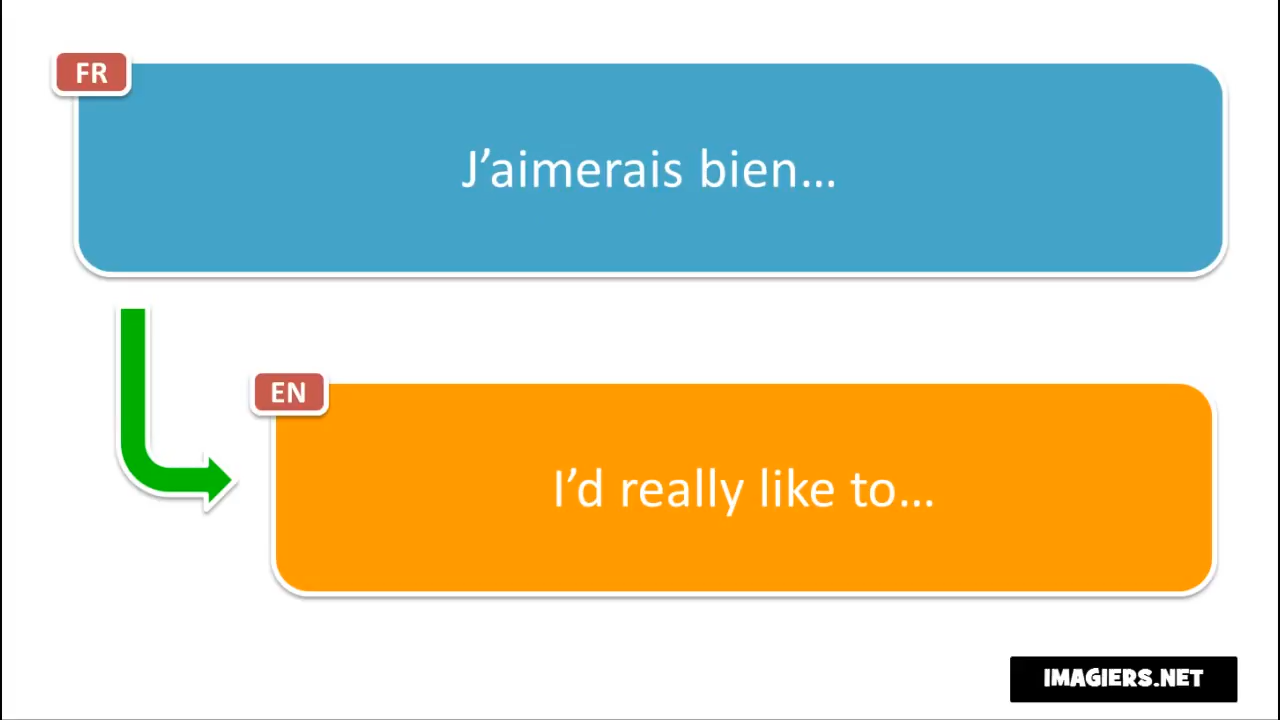 FR
J’aimerais bien…
EN
I’d really like to…
IMAGIERS.NET